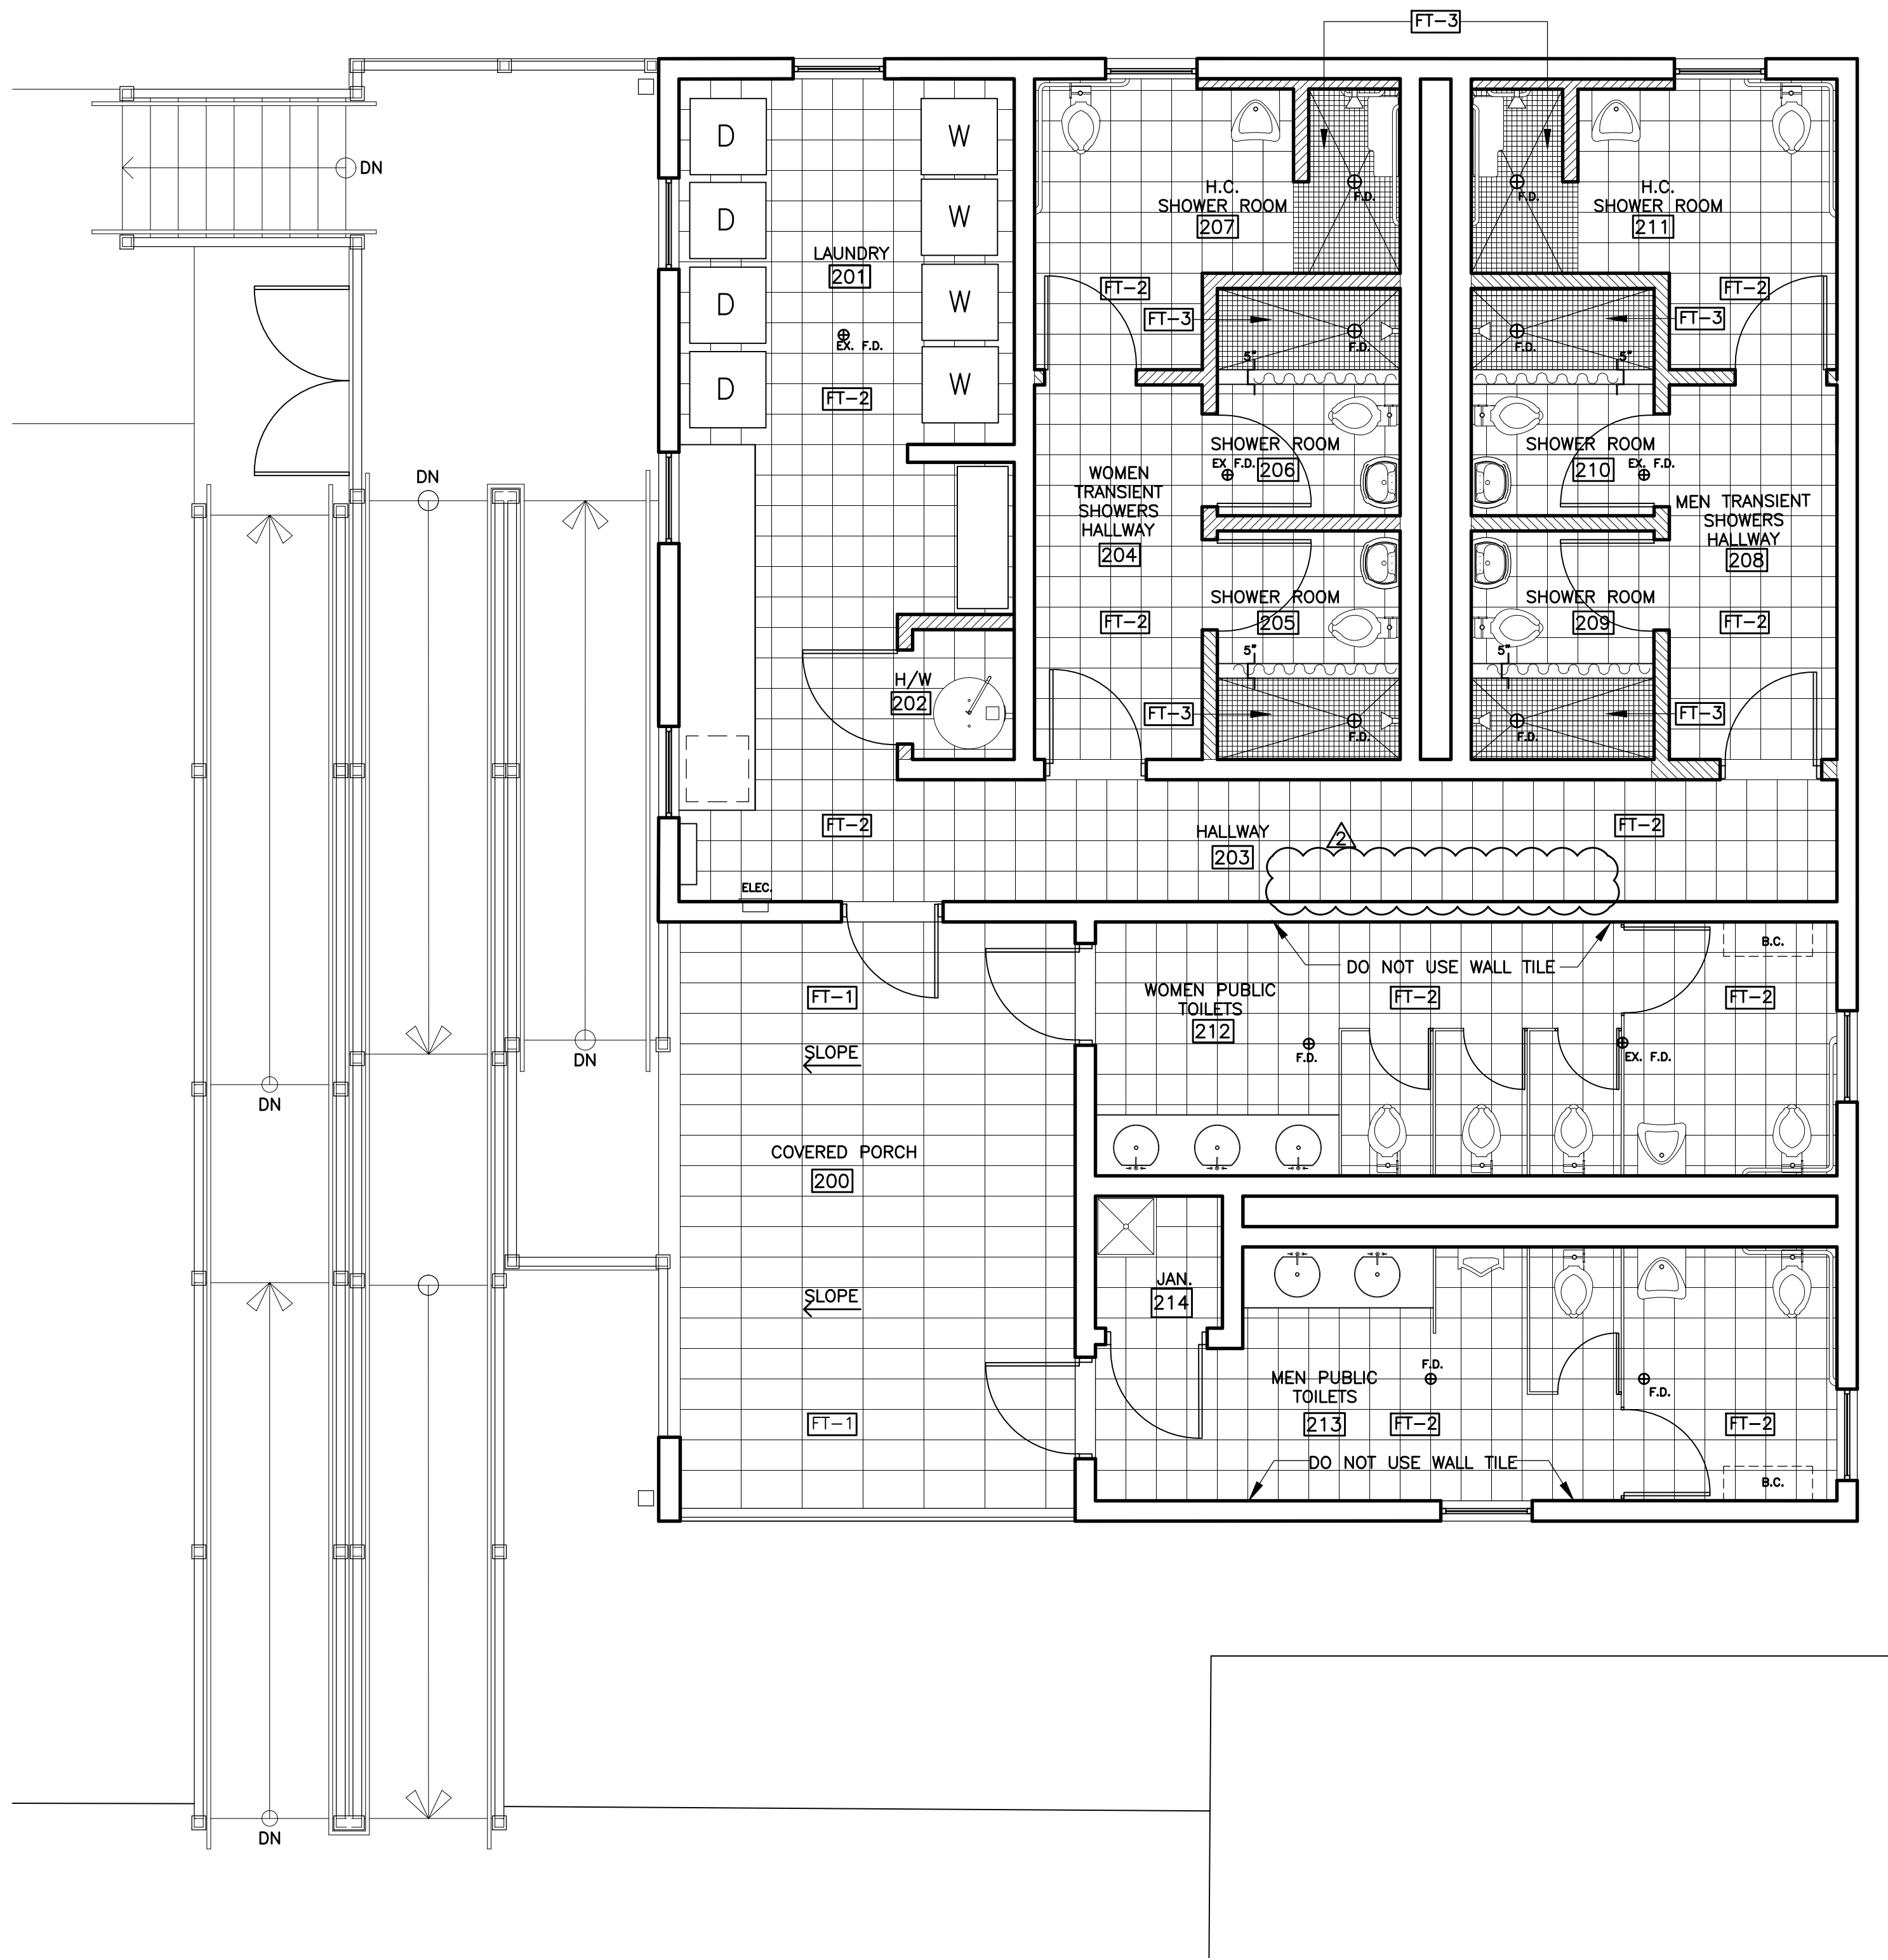 FT-3
DN
D
W
D
W
D
W
D
W
LAUNDRY
201
EX. F.D.
FT-2
H.C.
SHOWER ROOM
207
F.D.
FT-2
H.C.
SHOWER ROOM
211
F.D.
FT-2
FT-3
F.D.
5"
FT-3
F.D.
5"
SHOWER ROOM
206
EX F.D.
SHOWER ROOM
210
EX. F.D.
WOMEN
TRANSIENT
SHOWERS
HALLWAY
204
MEN TRANSIENT
SHOWERS
HALLWAY
208
DN
SHOWER ROOM
205
SHOWER ROOM
209
FT-2
FT-2
5"
5"
H/W
202
FT-3
F.D.
FT-3
F.D.
FT-2
HALLWAY
203
2
FT-2
ELEC.
DO NOT USE WALL TILE
B.C.
FT-1
WOMEN PUBLIC
TOILETS
212
FT-2
FT-2
F.D.
EX. F.D.
SLOPE
DN
DN
COVERED PORCH
200
SLOPE
JAN.
214
F.D.
F.D.
MEN PUBLIC
TOILETS
213
FT-1
FT-2
FT-2
DO NOT USE WALL TILE
B.C.
DN